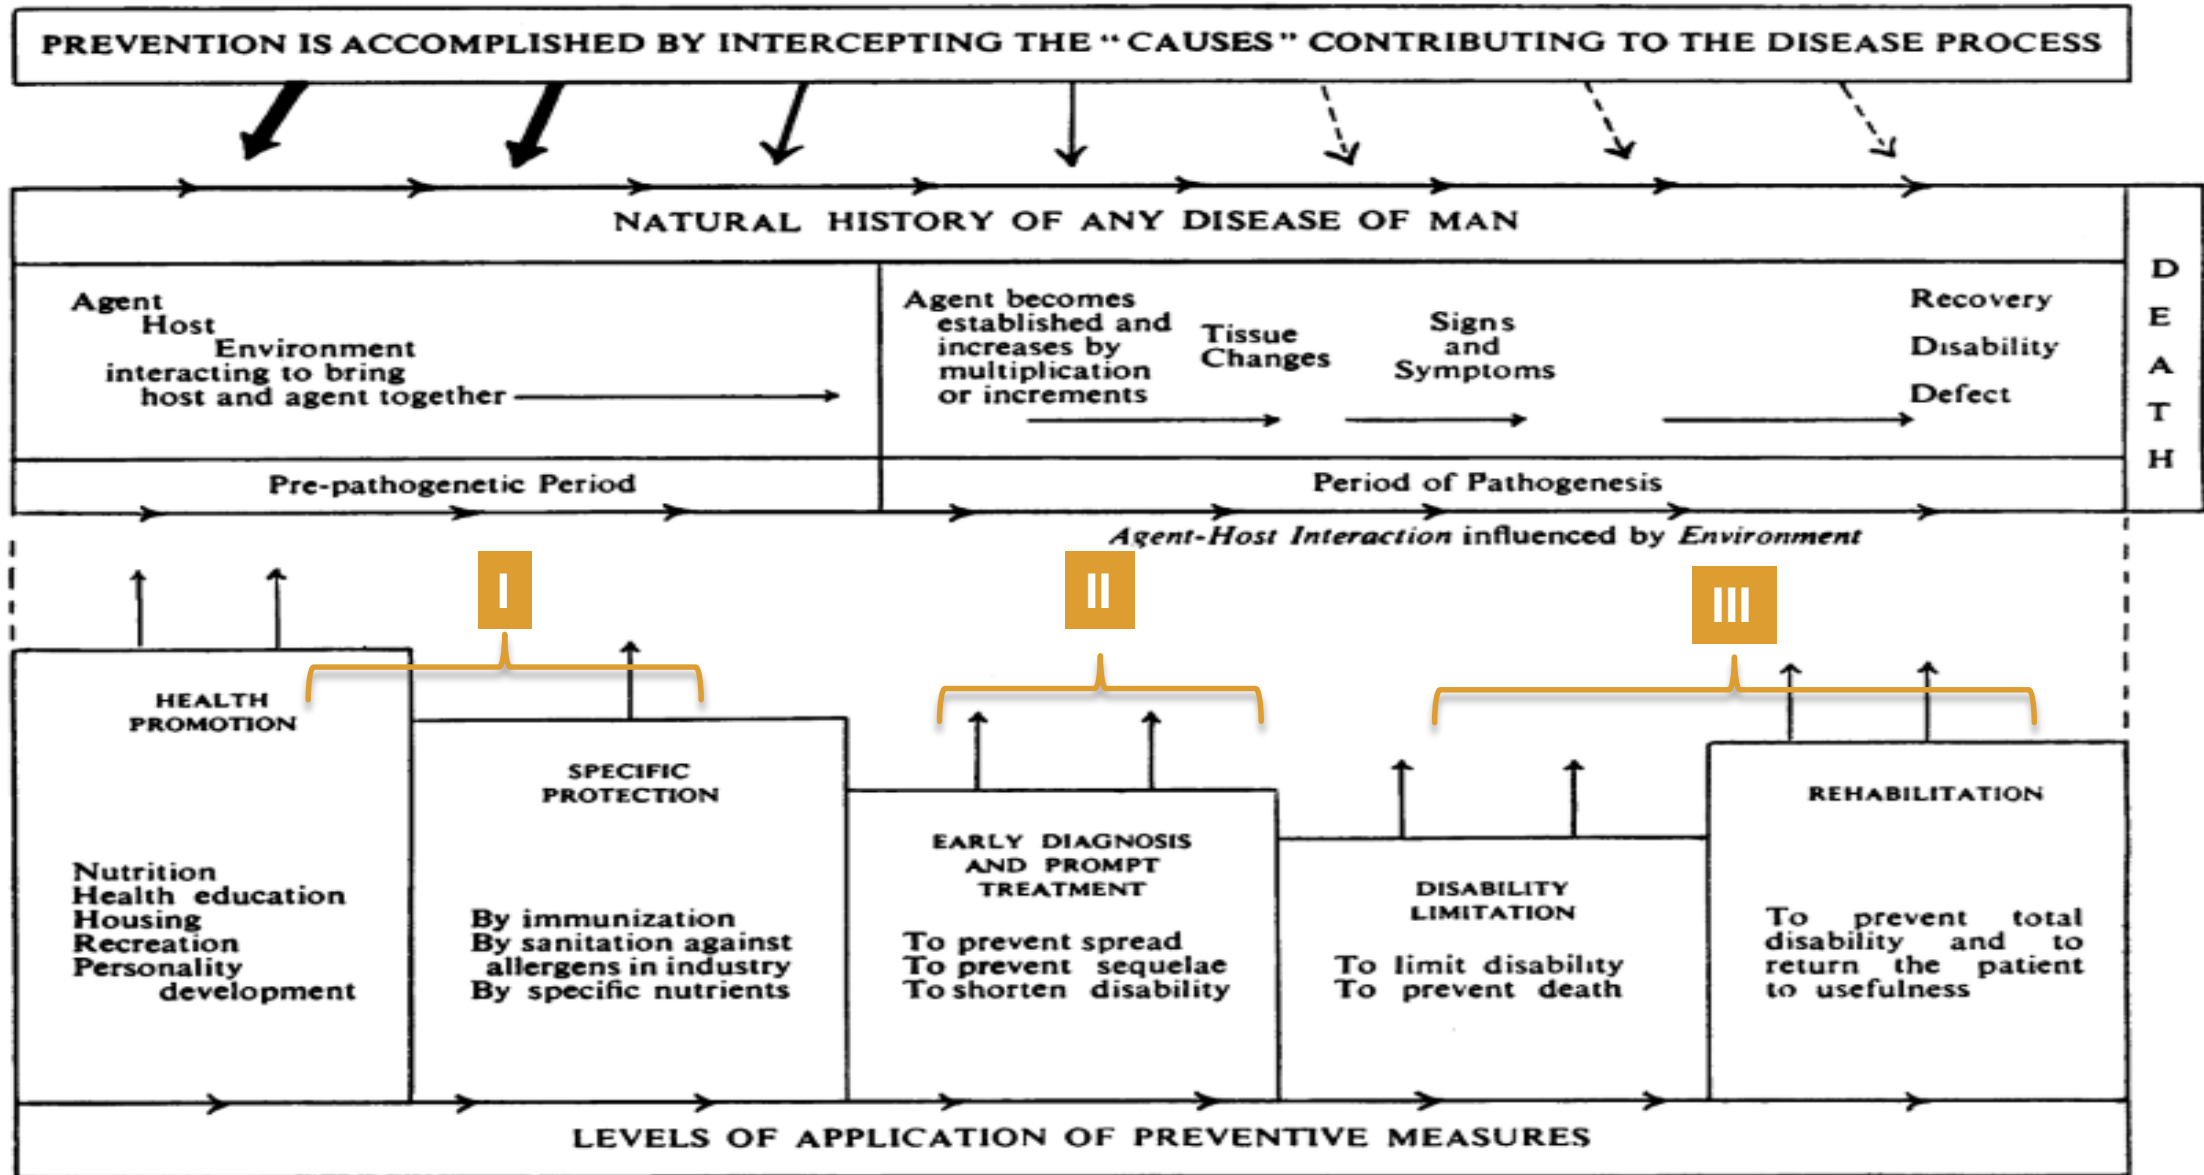 PREVENTION IS ACCOMPLISHED BY INTERCEPTING THE “CAUSES” CONTRIBUTING TO THE DISEASE PROCESS
NATURAL HISTORY OF ANY DISEASE OF MAN
Agent
Host
Environment
interacting to bring
host and agent together
Agent becomes
established and
increases by
multiplication
or increments
Tissue
Changes
Signs
and
Symptoms
Recovery
Disability
Defect
D
E
A
T
H
Pre-pathogenetic Period
Period of Pathogenesis
Agent-Host Interaction influenced by Environment
I
II
III
HEALTH
PROMOTION
Nutrition
Health education
Housing
Recreation
Personality
development
SPECIFIC
PROTECTION
By immunization
By sanitation against
allergens in industry
By specific nutrients
EARLY DIAGNOSIS
AND PROMPT
TREATMENT
To prevent spread
To prevent sequelae
To shorten disability
DISABILITY
LIMITATION
To limit disability
To prevent death
REHABILITATION
To prevent total
disability and to
return the patient
to usefulness
LEVELS OF APPLICATION OF PREVENTIVE MEASURES